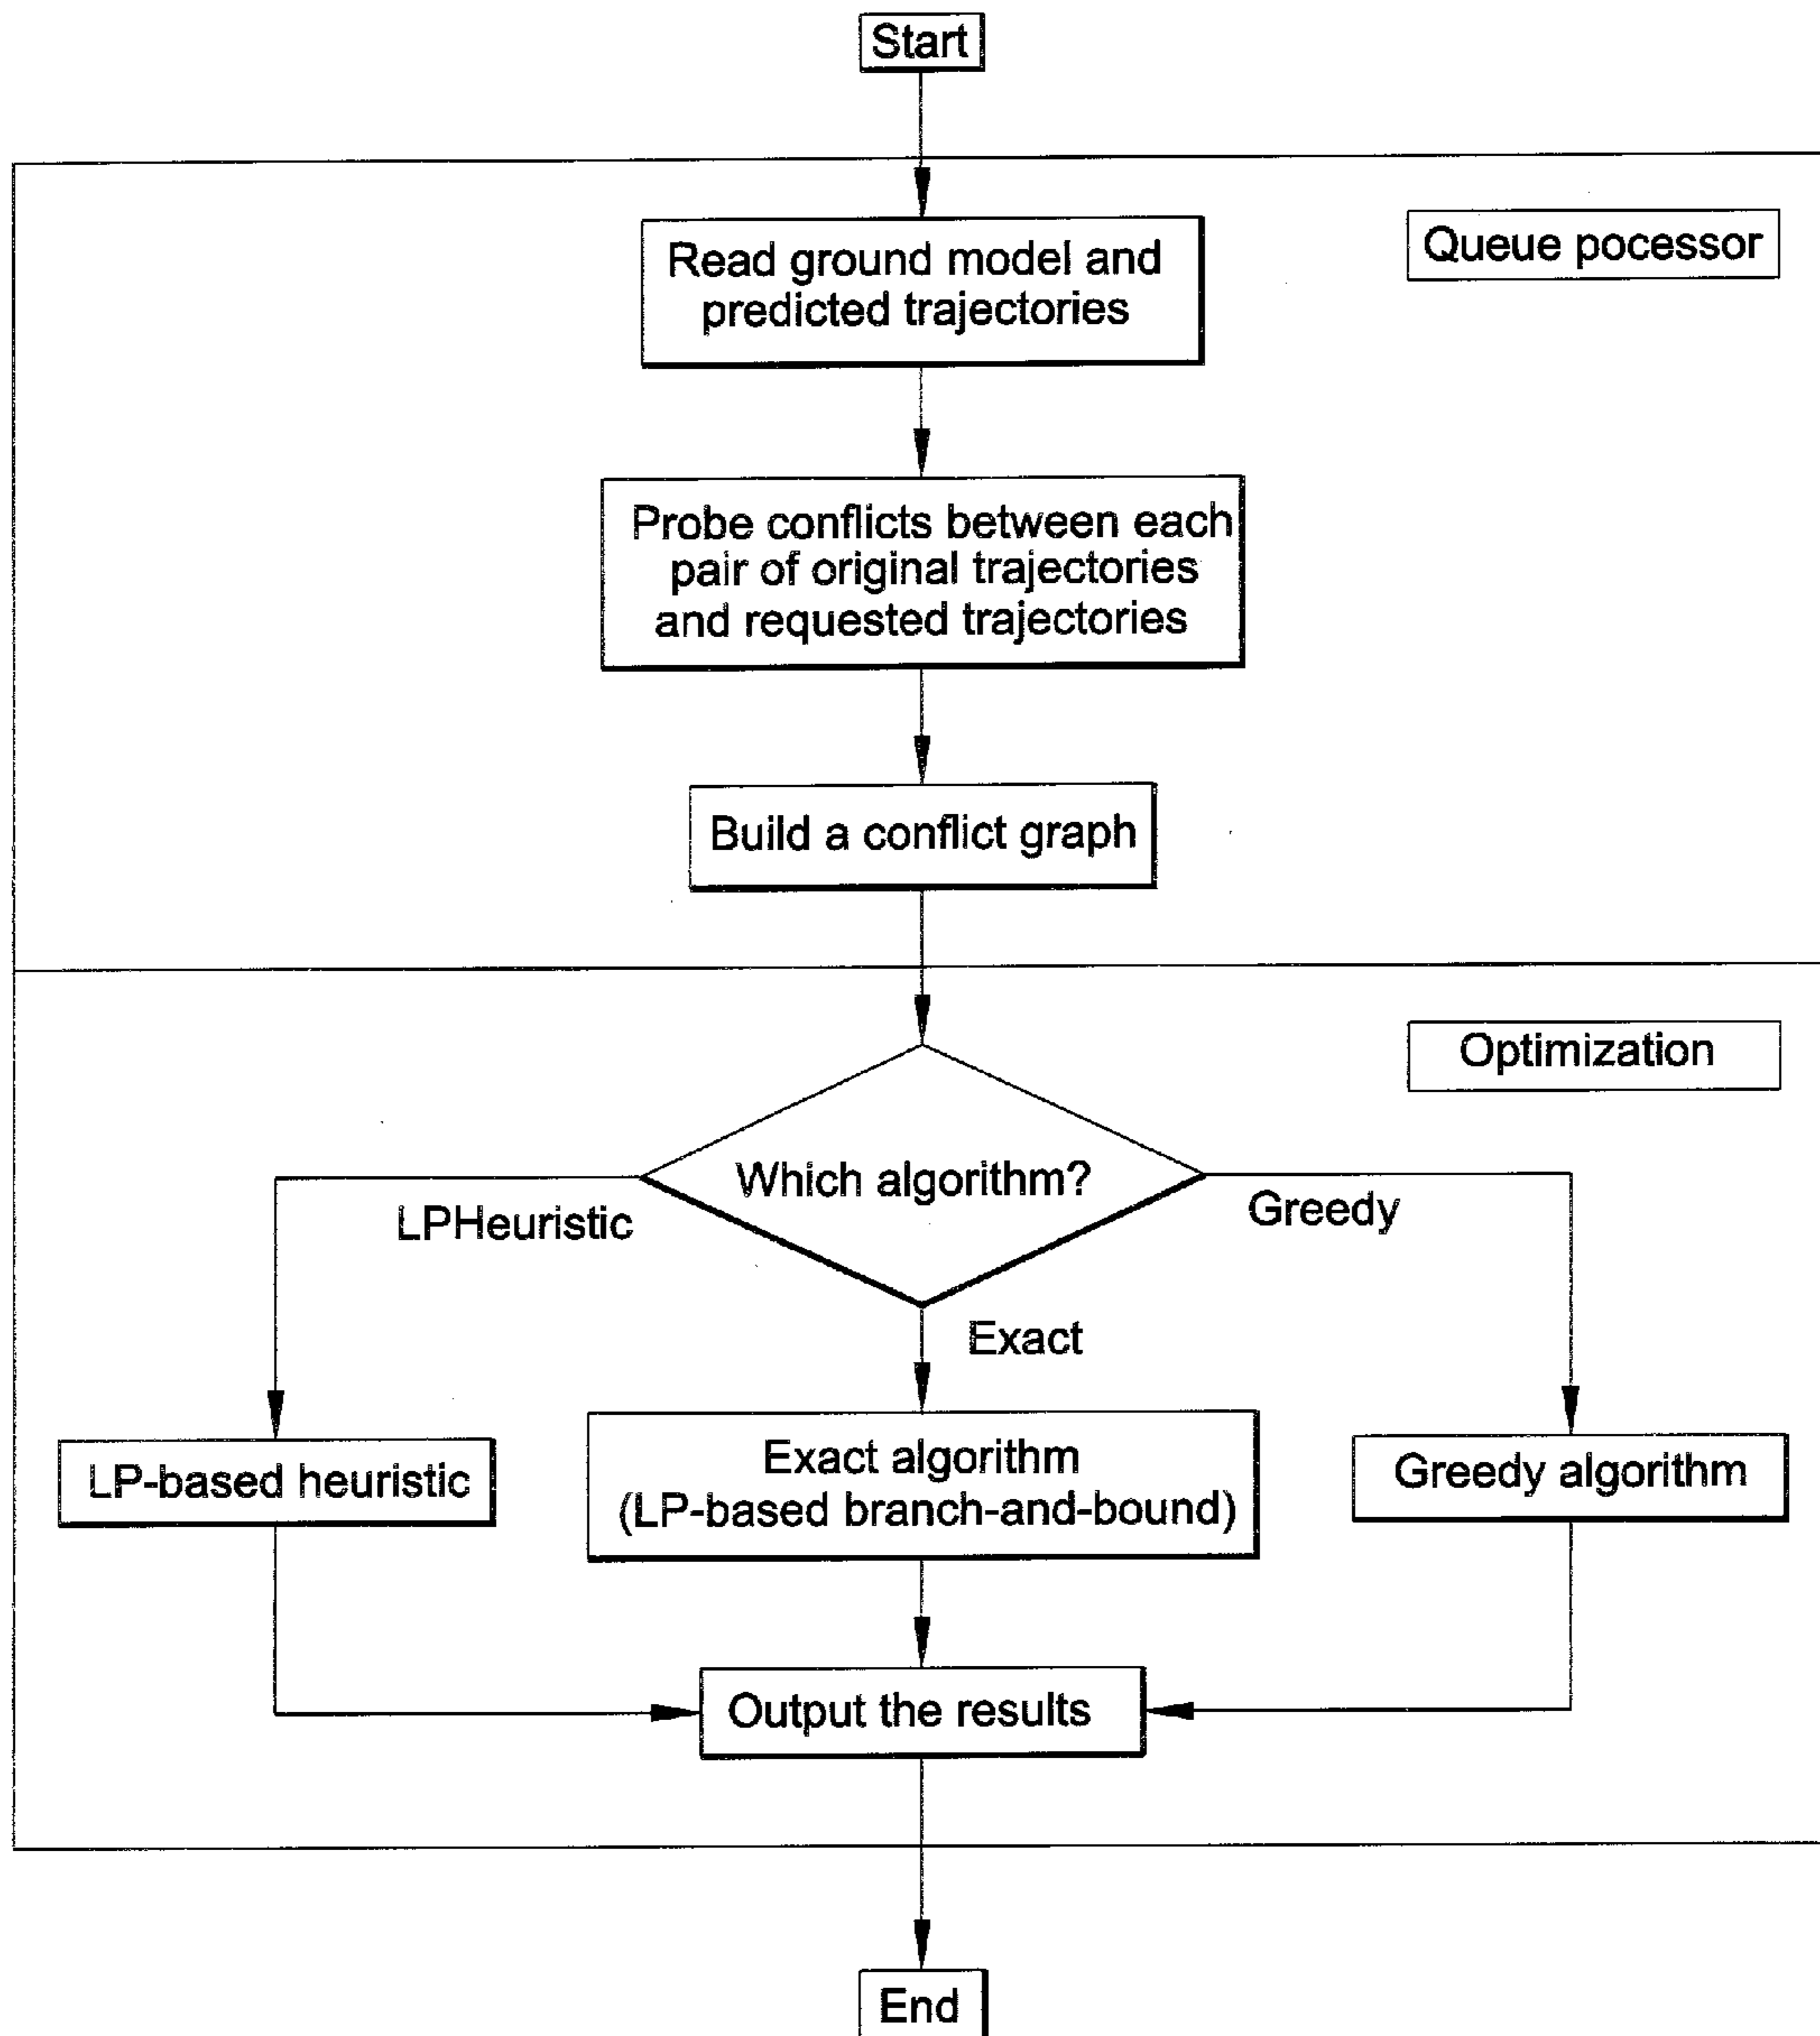 Start
Read ground model and
predicted trajectories
Queue pocessor
Probe conflicts between each
pair of original trajectories
and requested trajectories
Build a conflict graph
Optimization
Which algorithm?
LPHeuristic
Greedy
Exact
LP-based heuristic
Exact algorithm
(LP-based branch-and-bound)
Greedy algorithm
Output the results
End